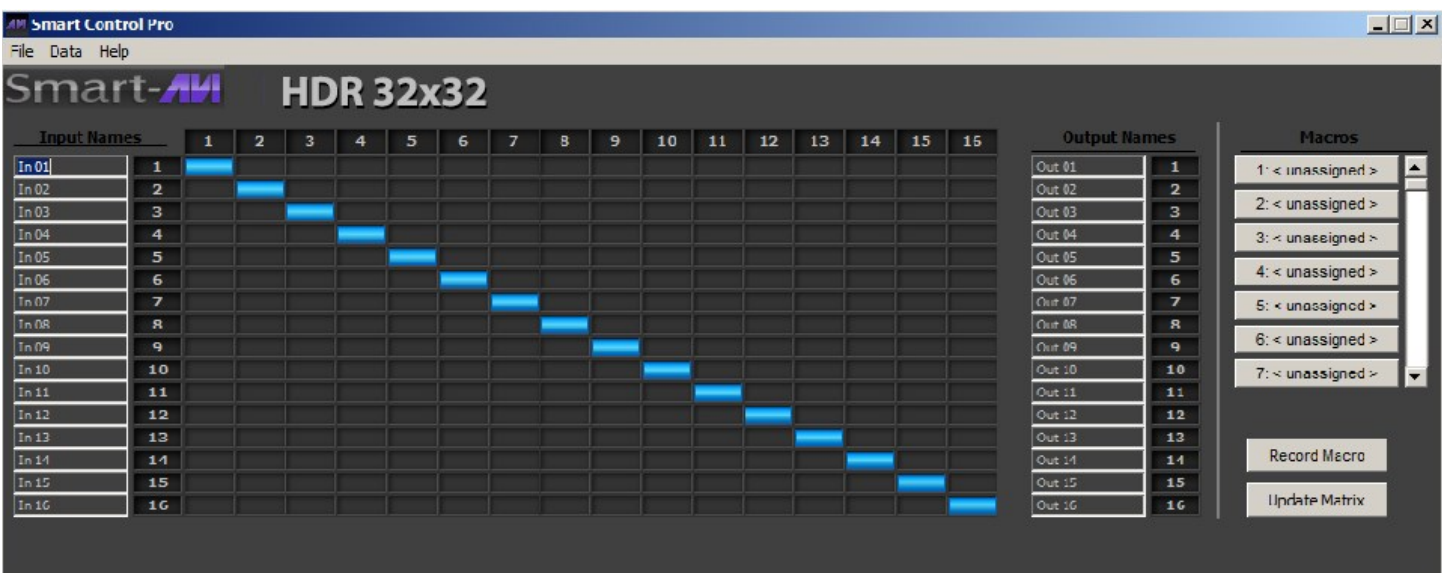 Smart Control Pro
File Data Help
Smart-AVI HDR 32x32
Input Names 1 2 3 4 5 6 7 8 9 10 11 12 13 14 15 16 Output Names Macros
In 01 1 Out 01 1 1: < unassigned >
In 02 2 Out 02 2
In 03 3 Out 03 3 2: < unassigned >
In 04 4 Out 04 4 3: < unassigned >
In 05 5 Out 05 5
In 06 6 Out 06 6 4: < unassigned >
In 07 7 Out 07 7 5: < unassigned >
In 08 8 Out 08 8
In 09 9 Out 09 9 6: < unassigned >
In 10 10 Out 10 10 7: < unassigned >
In 11 11 Out 11 11
In 12 12 Out 12 12
In 13 13 Out 13 13
In 14 14 Out 14 14 Record Macro
In 15 15 Out 15 15
In 16 16 Out 16 16 Update Matrix